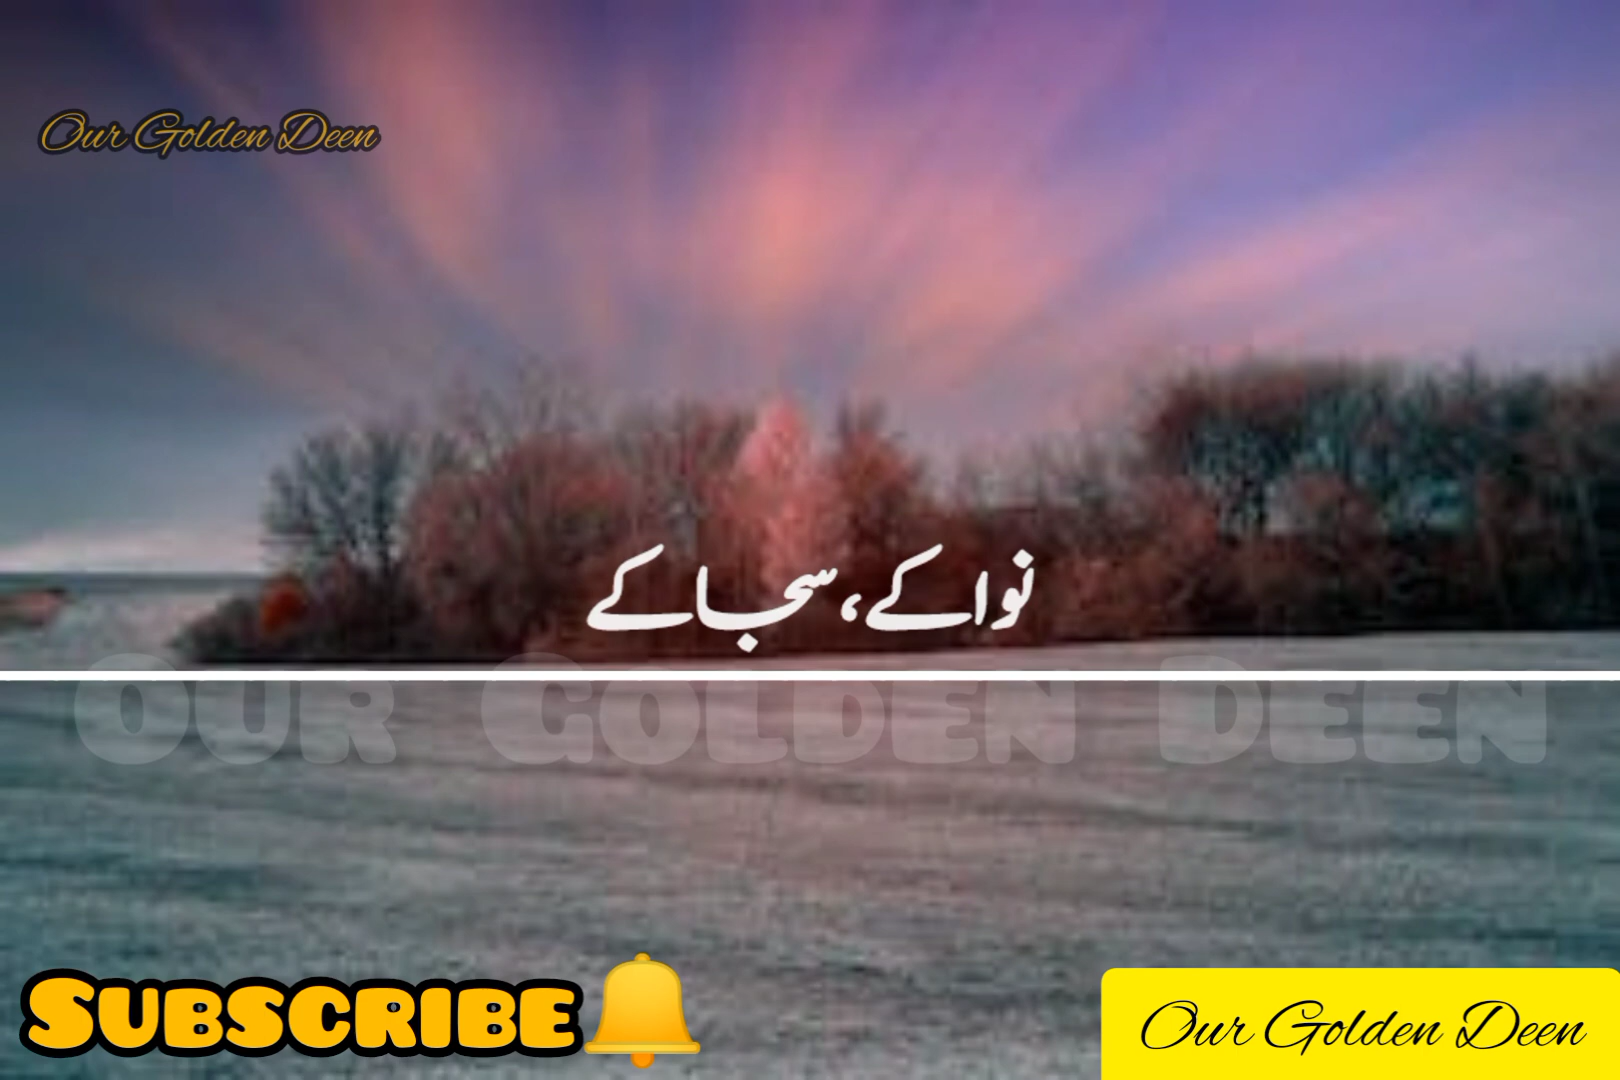 Our Golden Deen
نوا کے، سجا کے
Our Golden Deen
SUBSCRIBE
Our Golden Deen